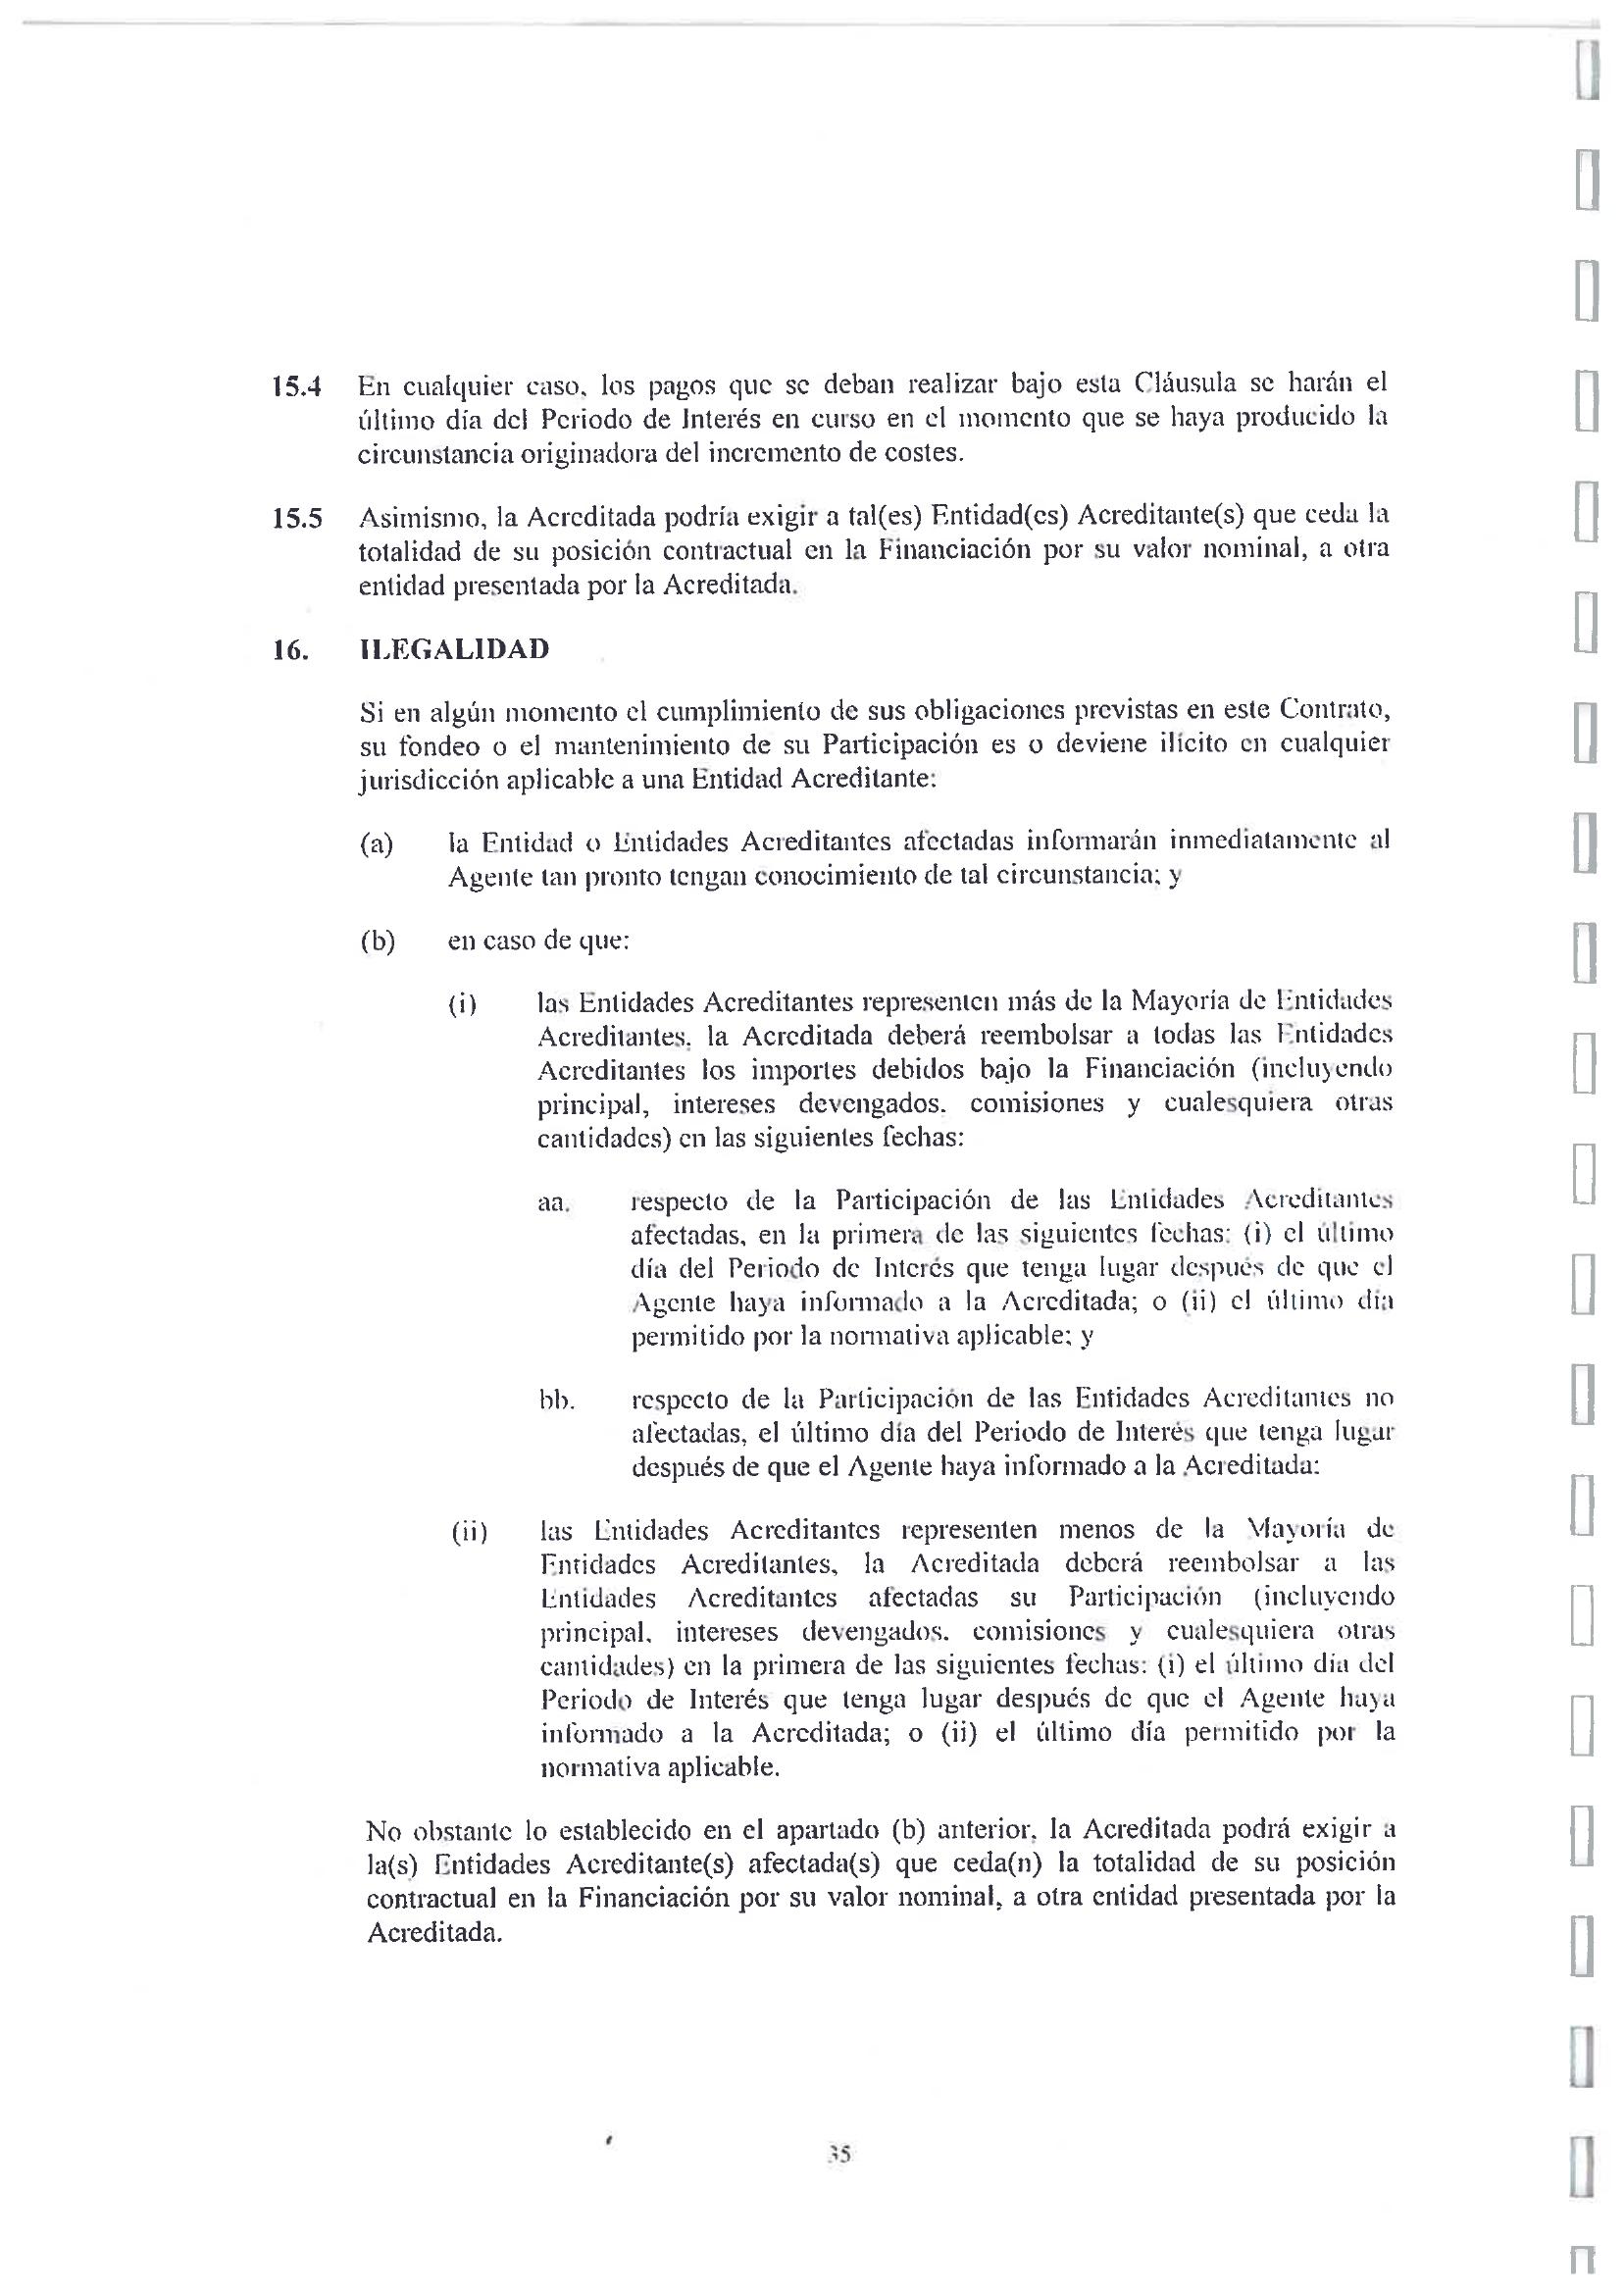 15.4 En cualquier caso, los pagos que se deban realizar bajo esta Cláusula se harán el
último día del Periodo de Interés en curso en el momento que se haya producido la
circunstancia originadora del incremento de costes.
15.5 Asimismo, la Acreditada podría exigir a tal(es) Entidad(es) Acreditante(s) que ceda la
totalidad de su posición contractual en la Financiación por su valor nominal, a otra
entidad presentada por la Acreditada.
16. ILEGALIDAD
Si en algún momento el cumplimiento de sus obligaciones previstas en este Contrato,
su fondeo o el mantenimiento de su Participación es o deviene ilícito en cualquier
jurisdicción aplicable a una Entidad Acreditante:
(a) la Entidad o Entidades Acreditantes afectadas informarán inmediatamente al
Agente tan pronto tengan conocimiento de tal circunstancia; y
(b) en caso de que:
(i) las Entidades Acreditantes representen más de la Mayoría de Entidades
Acreditantes, la Acreditada deberá reembolsar a todas las Entidades
Acreditantes los importes debidos bajo la Financiación (incluyendo
principal, intereses devengados, comisiones y cualesquiera otras
cantidades) en las siguientes fechas:
aa. respecto de la Participación de las Entidades Acreditantes
afectadas, en la primera de las siguientes fechas: (i) el último
día del Periodo de Interés que tenga lugar después de que el
Agente haya informado a la Acreditada; o (ii) el último día
permitido por la normativa aplicable; y
bb. respecto de la Participación de las Entidades Acreditantes no
afectadas, el último día del Periodo de Interés que tenga lugar
después de que el Agente haya informado a la Acreditada:
(ii) las Entidades Acreditantes representen menos de la Mayoría de
Entidades Acreditantes, la Acreditada deberá reembolsar a las
Entidades Acreditantes afectadas su Participación (incluyendo
principal, intereses devengados, comisiones y cualesquiera otras
cantidades) en la primera de las siguientes fechas: (i) el último día del
Periodo de Interés que tenga lugar después de que el Agente haya
informado a la Acreditada; o (ii) el último día permitido por la
normativa aplicable.
No obstante lo establecido en el apartado (b) anterior, la Acreditada podrá exigir a
la(s) Entidades Acreditante(s) afectada(s) que ceda(n) la totalidad de su posición
contractual en la Financiación por su valor nominal, a otra entidad presentada por la
Acreditada.
35